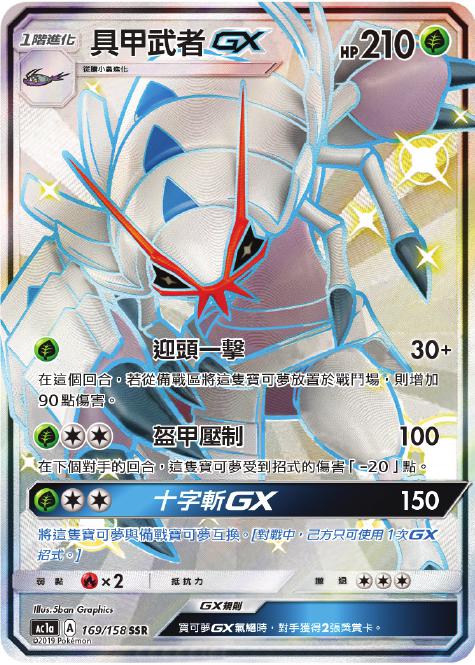 1階進化 具甲武者GX HP210
從膽小蟲進化
迎頭一擊 30+
在這個回合，若從備戰區將這隻寶可夢放置於戰鬥場，則增加
90點傷害。
盔甲壓制 100
在下個對手的回合，這隻寶可夢受到招式的傷害「-20」點。
十字斬GX 150
將這隻寶可夢與備戰寶可夢互換。[對戰中，己方只可使用1次GX
招式。]
弱點 ×2 抵抗力 撤退
Illus. 5ban Graphics GX規則
AC1a A 169/158 SSR 寶可夢GX氣絕時，對手獲得2張獎賞卡。
©2019 Pokémon